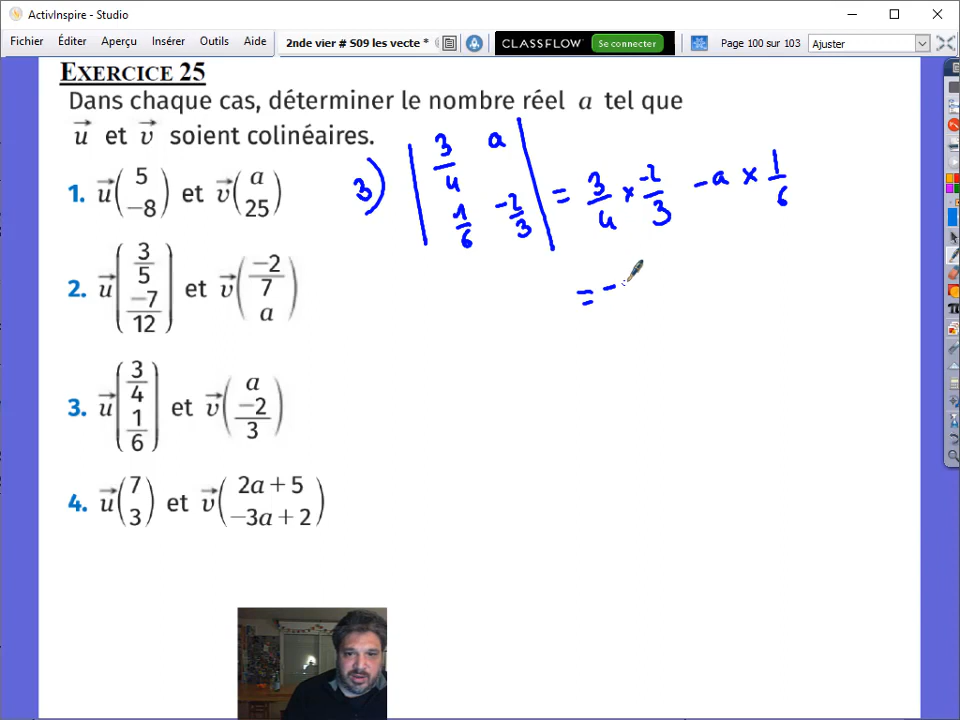 ActivInspire - Studio
Fichier Éditer Aperçu Insérer Outils Aide 2nde vier # S09 les vecte * CLASSFLOW Se connecter Page 100 sur 103 Ajuster
EXERCICE 25
Dans chaque cas, déterminer le nombre réel a tel que
u⃗ et v⃗ soient colinéaires.
1. u⃗(5 -8) et v⃗(a 25)
2. u⃗(3/5 -7/12) et v⃗(-2/7 a)
3. u⃗(3/4 1/6) et v⃗(a -2/3)
4. u⃗(7 3) et v⃗(2a + 5 -3a + 2)
3) |3/4 a 1/6 -2/3| = 3/4 × -2/3 - a × 1/6
= -